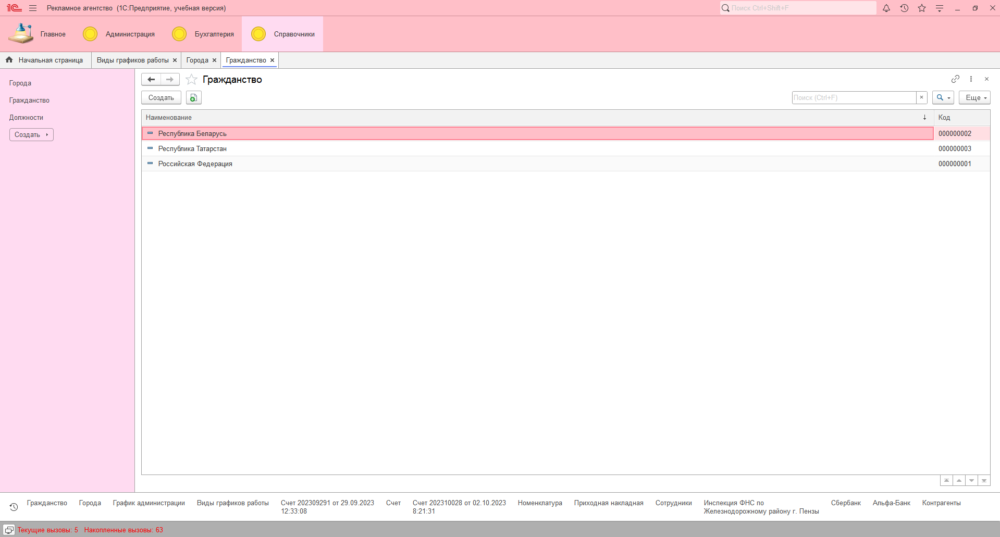 1С Рекламное агентство (1С:Предприятие, учебная версия) Поиск Ctrl+Shift+F
Главное Администрация Бухгалтерия Справочники
Начальная страница Виды графиков работы Города Гражданство
Города
Гражданство
Должности
Создать
Гражданство
Создать Поиск (Ctrl+F) × Еще
Наименование ↓ Код
Республика Беларусь 000000002
Республика Татарстан 000000003
Российская Федерация 000000001
Гражданство Города График администрации Виды графиков работы Счет 202309291 от 29.09.2023 Счет Счет 202310028 от 02.10.2023 Номенклатура Приходная накладная Сотрудники Инспекция ФНС по Сбербанк Альфа-Банк Контрагенты
12:33:08 8:21:31 Железнодорожному району г. Пензы
Текущие вызовы: 5 Накопленные вызовы: 63